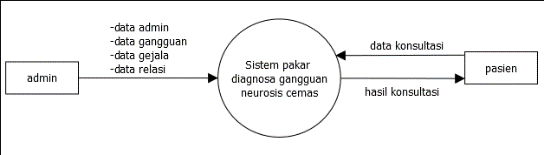 -data admin
-data gangguan
-data gejala
-data relasi
admin
Sistem pakar
diagnosa gangguan
neurosis cemas
data konsultasi
hasil konsultasi
pasien